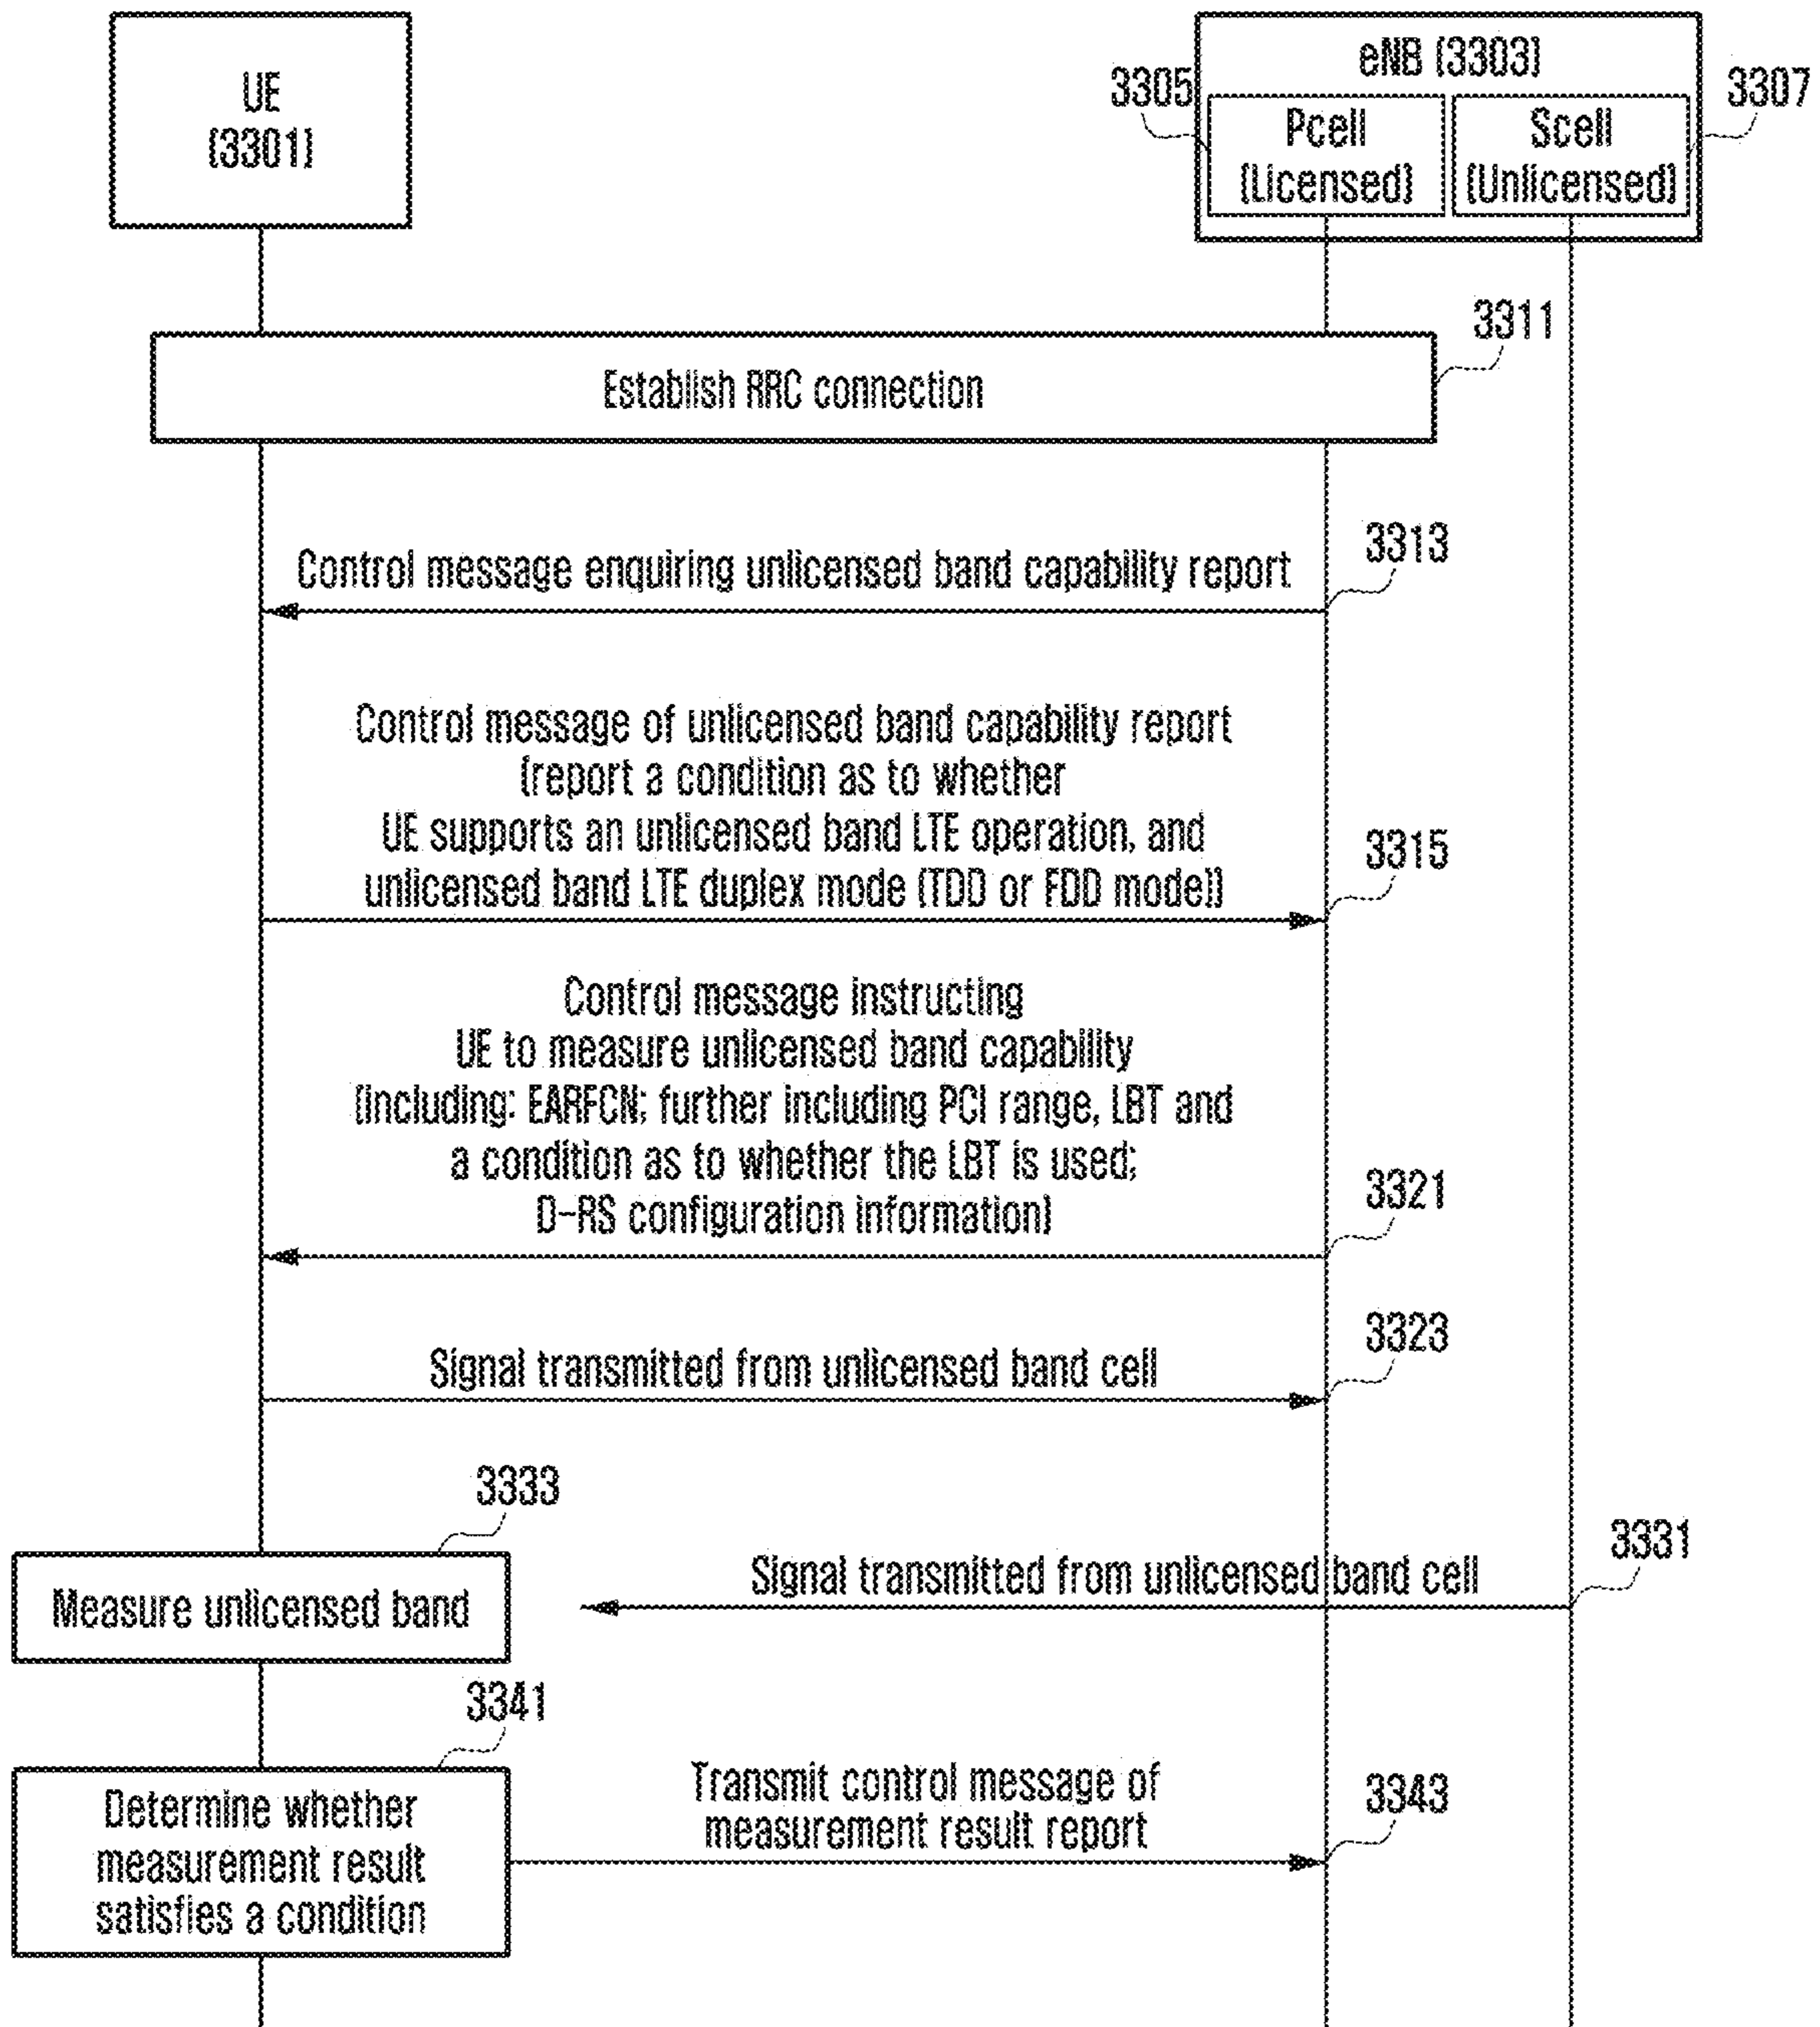 UE
(3301)
eNB (3303)
3305
3307
Pcell
(Licensed)
Scell
(Unlicensed)
3311
Establish RRC connection
3313
Control message enquiring unlicensed band capability report
Control message of unlicensed band capability report
(report a condition as to whether
UE supports an unlicensed band LTE operation, and
unlicensed band LTE duplex mode (TDD or FDD mode))
3315
Control message instructing
UE to measure unlicensed band capability
(including: EARFCN; further including PCI range, LBT and
a condition as to whether the LBT is used;
D-RS configuration information)
3321
3323
Signal transmitted from unlicensed band cell
3333
Measure unlicensed band
3331
Signal transmitted from unlicensed band cell
3341
Determine whether
measurement result
satisfies a condition
Transmit control message of
measurement result report
3343